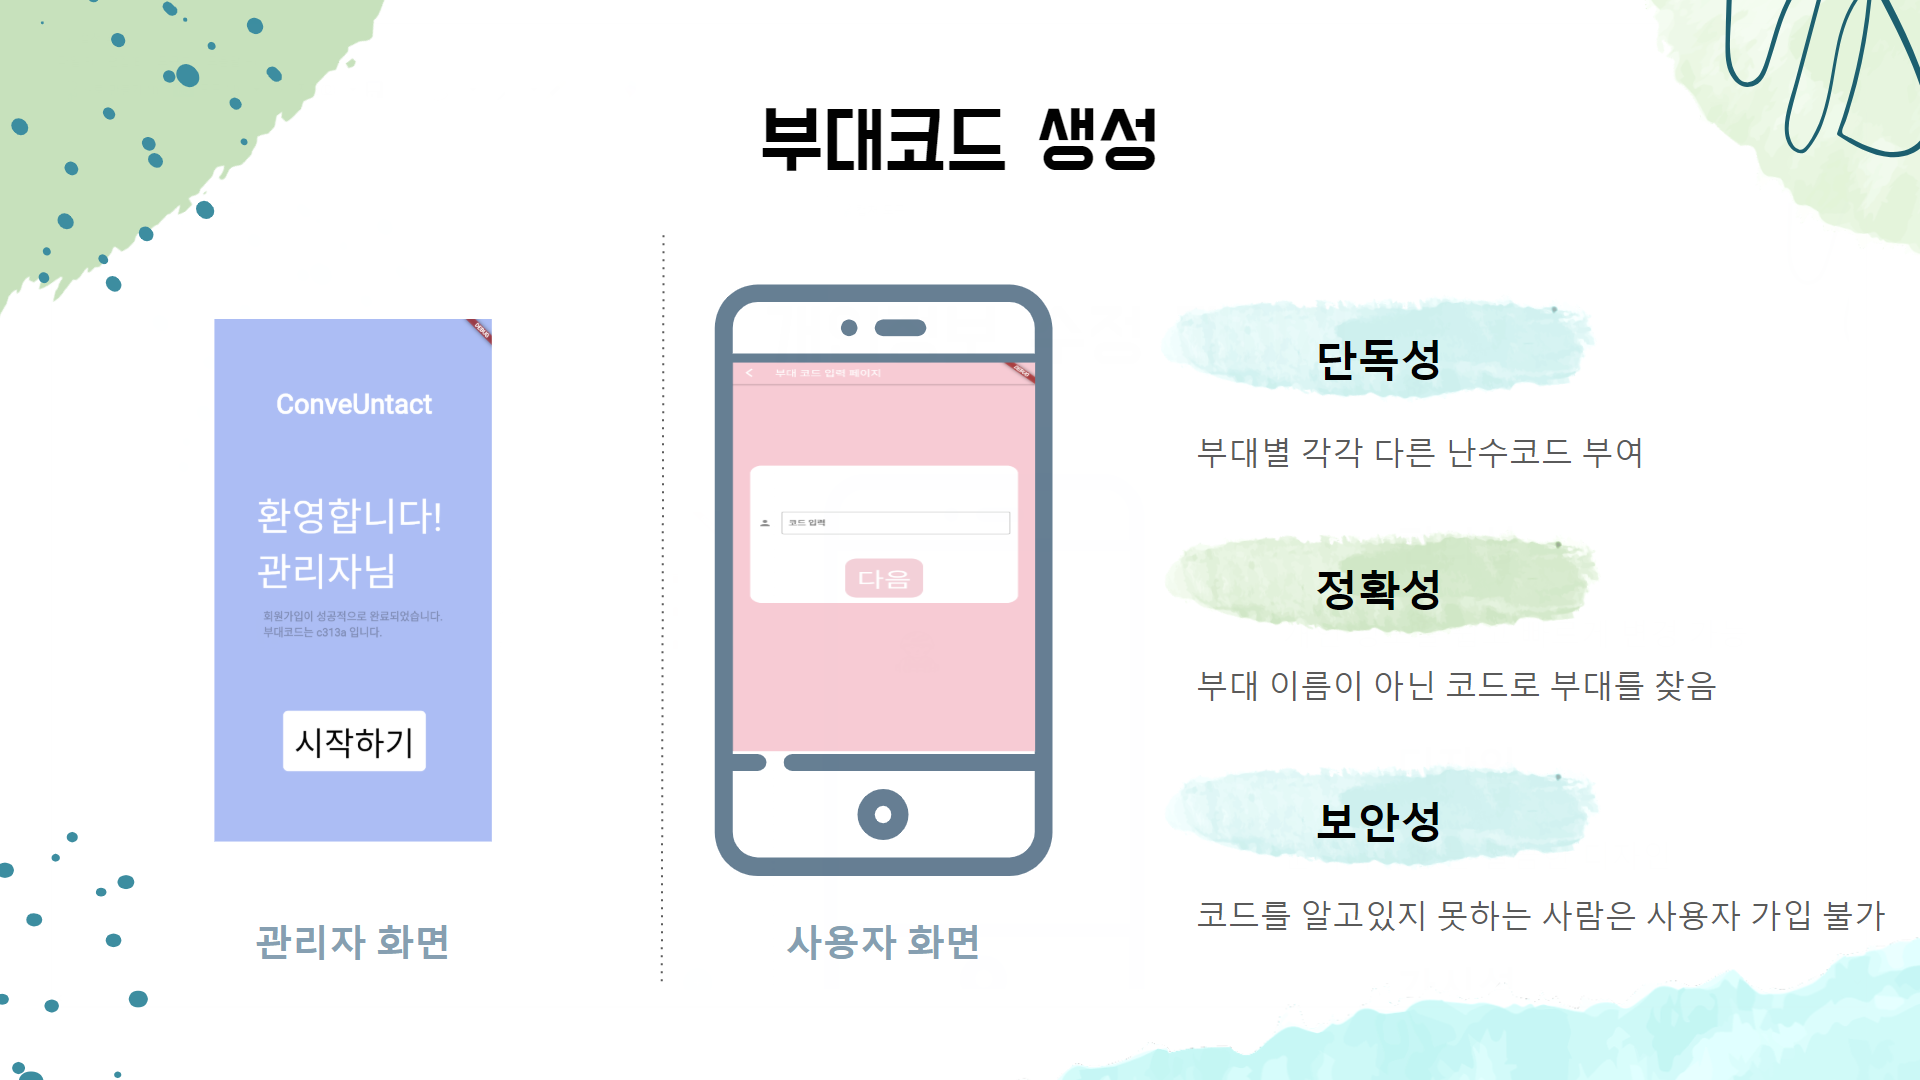 부대코드 생성
DEBUG
ConveUntact
환영합니다!
관리자님
회원가입이 성공적으로 완료되었습니다.
부대코드는 c313a 입니다.
시작하기
관리자 화면
부대 코드 입력 페이지
DEBUG
코드 입력
다음
사용자 화면
단독성
부대별 각각 다른 난수코드 부여
정확성
부대 이름이 아닌 코드로 부대를 찾음
보안성
코드를 알고있지 못하는 사람은 사용자 가입 불가